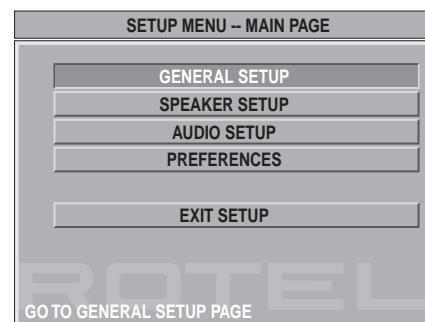 SETUP MENU -- MAIN PAGE
GENERAL SETUP
SPEAKER SETUP
AUDIO SETUP
PREFERENCES
EXIT SETUP
ROTEL
GO TO GENERAL SETUP PAGE